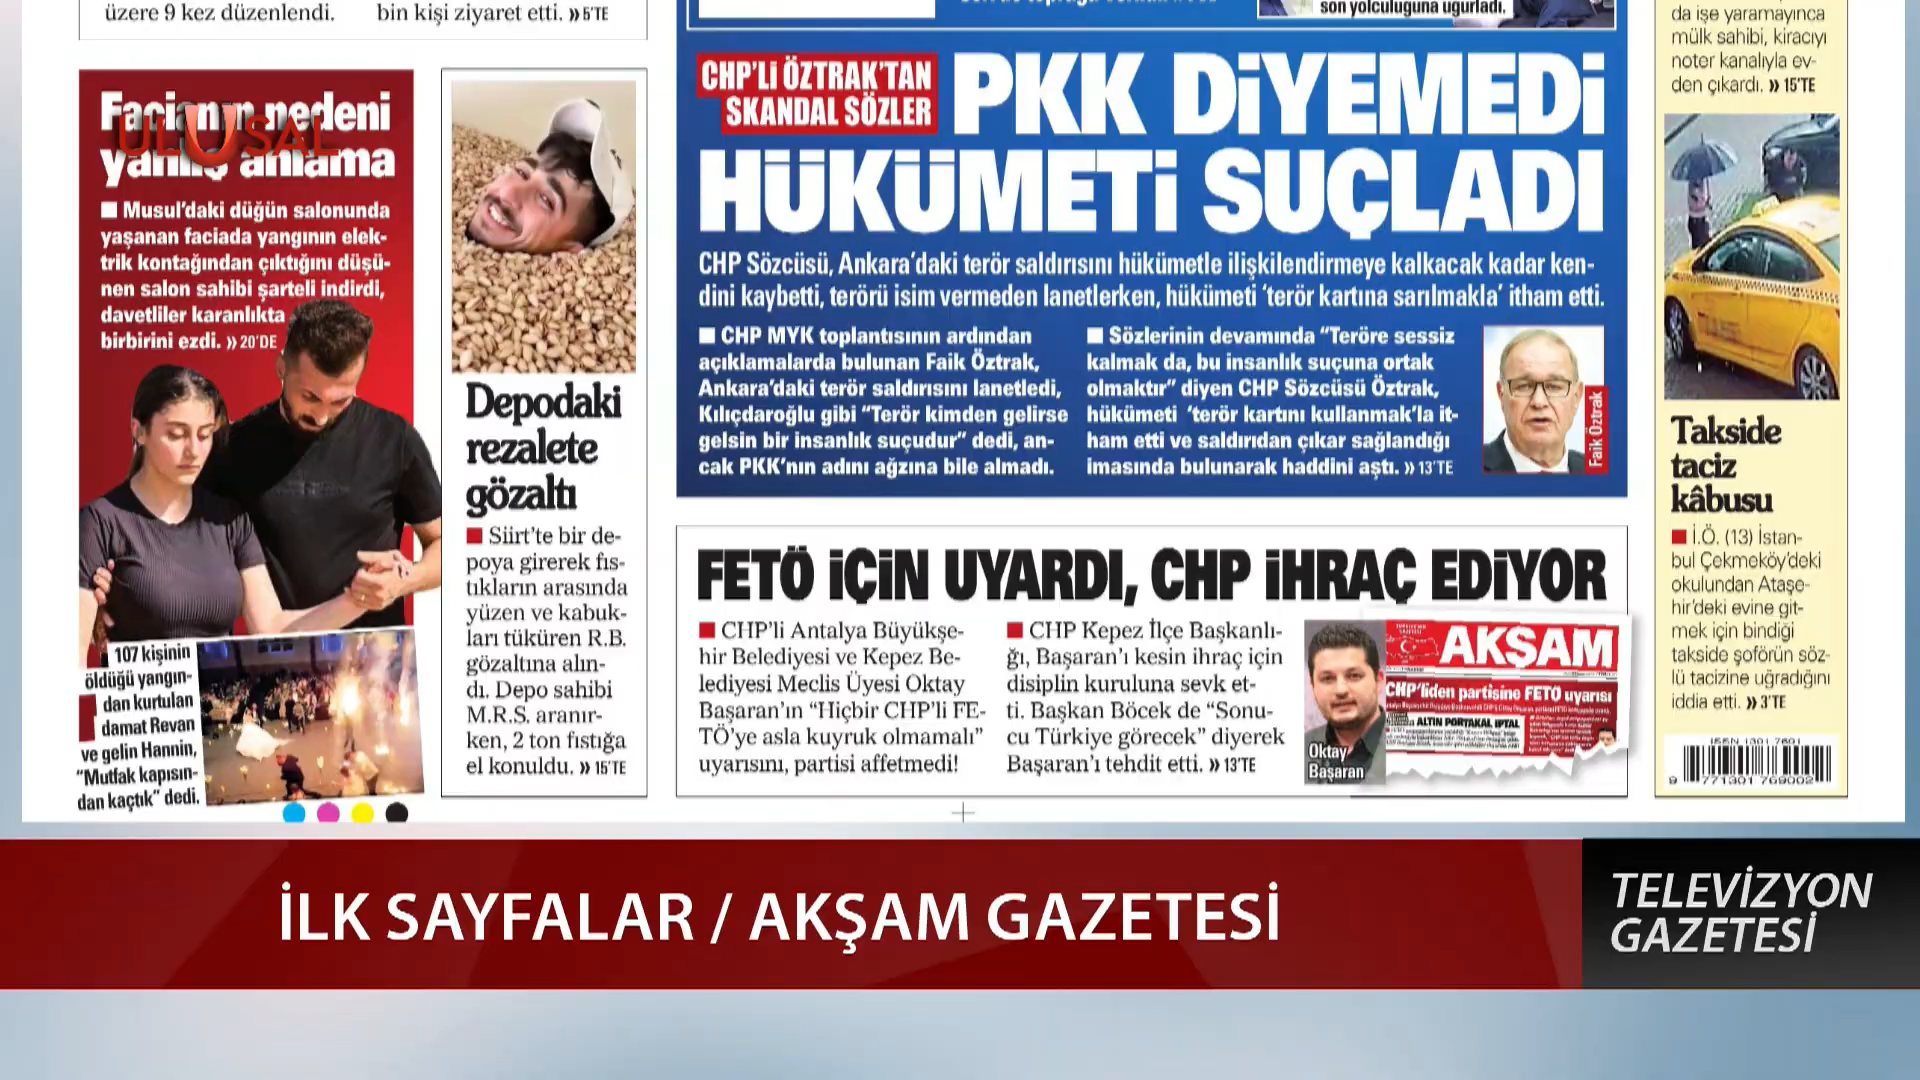 üzere 9 kez düzenlendi.
bin kişi ziyaret etti. » 5'TE
son yolculuğuna uğurladı.
da işe yaramayınca
mülk sahibi, kiracıyı
noter kanalıyla ev-
den çıkardı. » 15'TE
Facianın nedeni
yanlış anlama
ULUSAL
■ Musul'daki düğün salonunda
yaşanan faciada yangının elek-
trik kontağından çıktığını düşü-
nen salon sahibi şarteli indirdi,
davetliler karanlıkta
birbirini ezdi. » 20'DE
107 kişinin
öldüğü yangın-
dan kurtulan
damat Revan
ve gelin Hannin,
"Mutfak kapısın-
dan kaçtık" dedi.
Depodaki
rezalete
gözaltı
■ Siirt'te bir de-
poya girerek fıs-
tıkların arasında
yüzen ve kabuk-
ları tüküren R.B.
gözaltına alın-
dı. Depo sahibi
M.R.S. aranır-
ken, 2 ton fıstığa
el konuldu. » 15'TE
CHP'Lİ ÖZTRAK'TAN
SKANDAL SÖZLER
PKK DİYEMEDİ
HÜKÜMETİ SUÇLADI
CHP Sözcüsü, Ankara'daki terör saldırısını hükümetle ilişkilendirmeye kalkacak kadar ken-
dini kaybetti, terörü isim vermeden lanetlerken, hükümeti 'terör kartına sarılmakla' itham etti.
■ CHP MYK toplantısının ardından
açıklamalarda bulunan Faik Öztrak,
Ankara'daki terör saldırısını lanetledi,
Kılıçdaroğlu gibi "Terör kimden gelirse
gelsin bir insanlık suçudur" dedi, an-
cak PKK'nın adını ağzına bile almadı.
■ Sözlerinin devamında "Teröre sessiz
kalmak da, bu insanlık suçuna ortak
olmaktır" diyen CHP Sözcüsü Öztrak,
hükümeti 'terör kartını kullanmak'la it-
ham etti ve saldırıdan çıkar sağlandığı
imasında bulunarak haddini aştı. » 13'TE
Faik Öztrak
FETÖ İÇİN UYARDI, CHP İHRAÇ EDİYOR
■ CHP'li Antalya Büyükşe-
hir Belediyesi ve Kepez Be-
lediyesi Meclis Üyesi Oktay
Başaran'ın "Hiçbir CHP'li FE-
TÖ'ye asla kuyruk olmamalı"
uyarısını, partisi affetmedi!
■ CHP Kepez İlçe Başkanlı-
ğı, Başaran'ı kesin ihraç için
disiplin kuruluna sevk et-
ti. Başkan Böcek de "Sonu-
cu Türkiye görecek" diyerek
Başaran'ı tehdit etti. » 13'TE
Oktay
Başaran
AKŞAM
CHP'liden partisine FETÖ uyarısı
ALTIN PORTAKAL İPTAL
Takside
taciz
kâbusu
■ İ.Ö. (13) İstan-
bul Çekmeköy'deki
okulundan Ataşe-
hir'deki evine git-
mek için bindiği
takside şoförün söz-
lü tacizine uğradığını
iddia etti. » 3'TE
ISSN 1301-7691
9 771301 769002
İLK SAYFALAR / AKŞAM GAZETESİ
TELEVİZYON
GAZETESİ